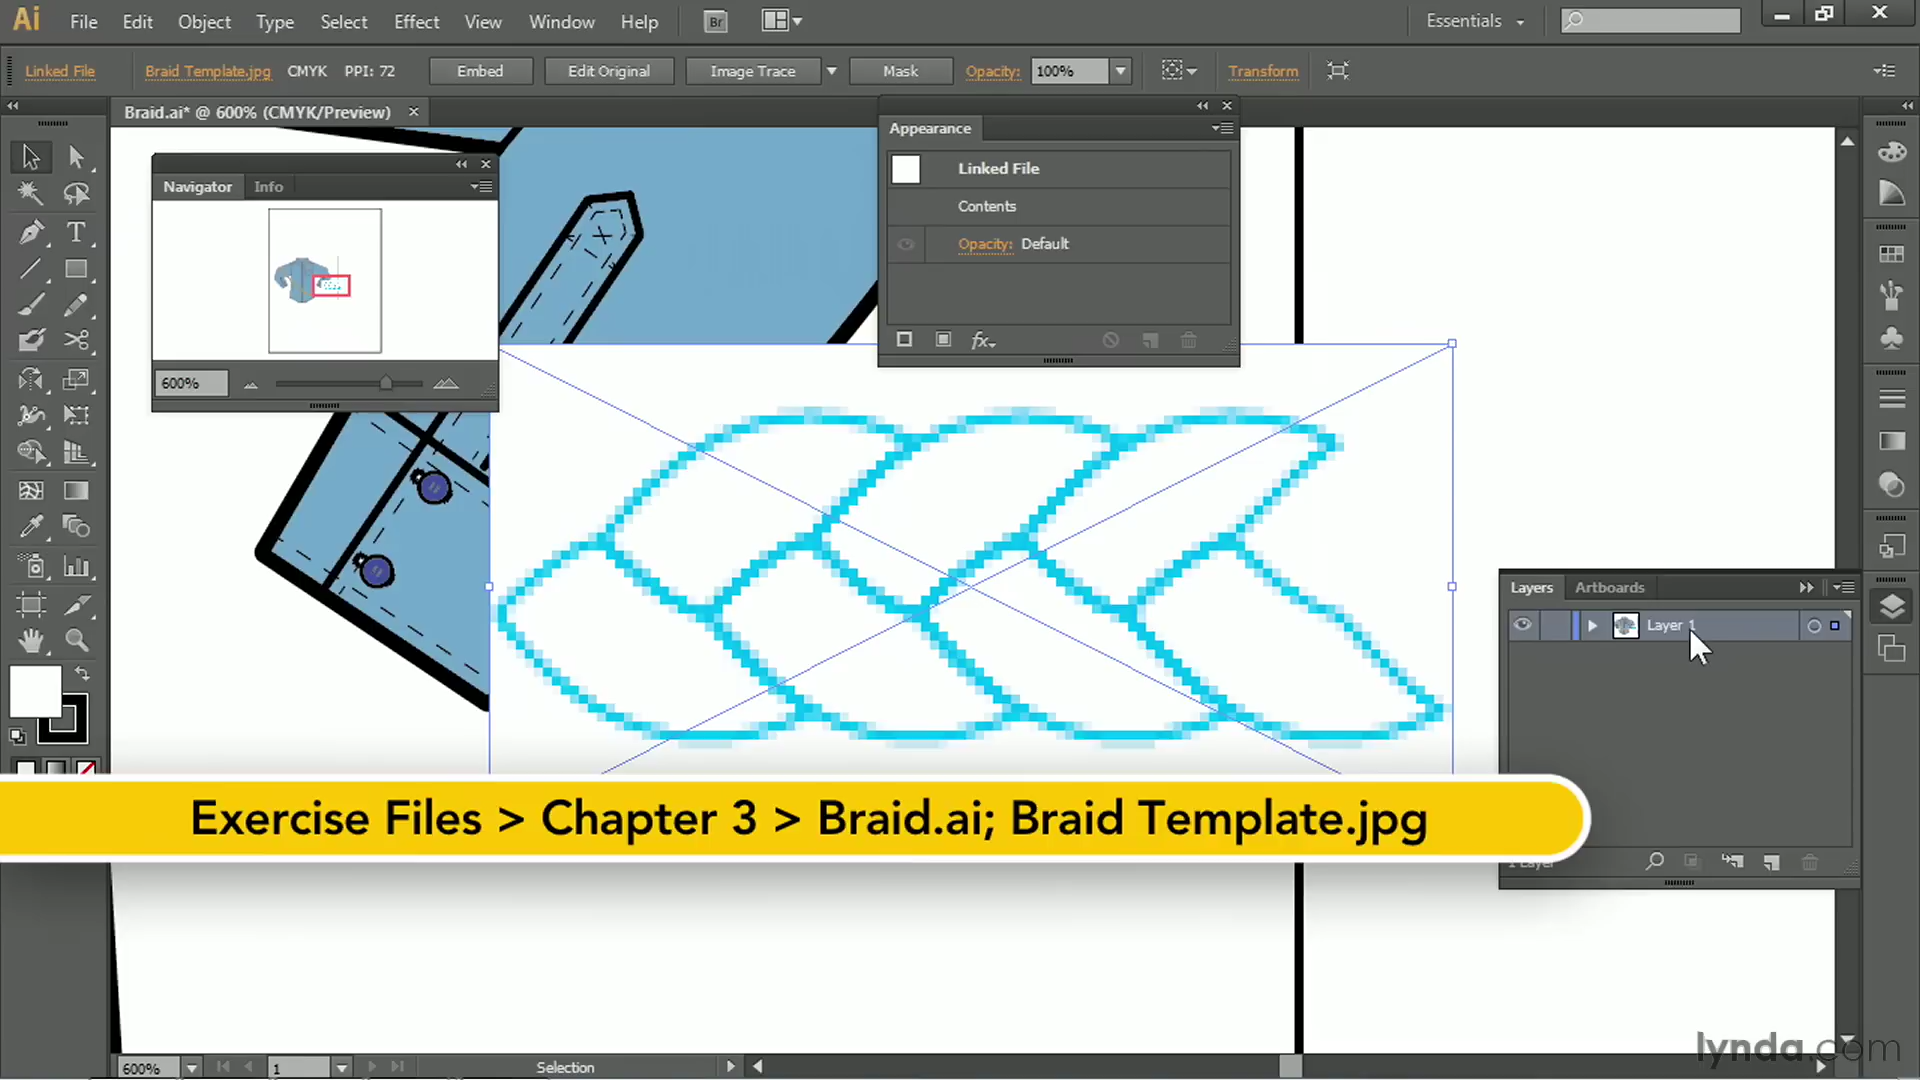 Ai File Edit Object Type Select Effect View Window Help Br Essentials
Linked File Braid Template.jpg CMYK PPI: 72 Embed Edit Original Image Trace Mask Opacity: 100% Transform
Braid.ai* @ 600% (CMYK/Preview)
Appearance
Linked File
Contents
Opacity: Default
fx
Navigator Info
600%
Layers Artboards
Layer 1
Exercise Files > Chapter 3 > Braid.ai; Braid Template.jpg
1 Layer
lynda.com
600% 1 Selection